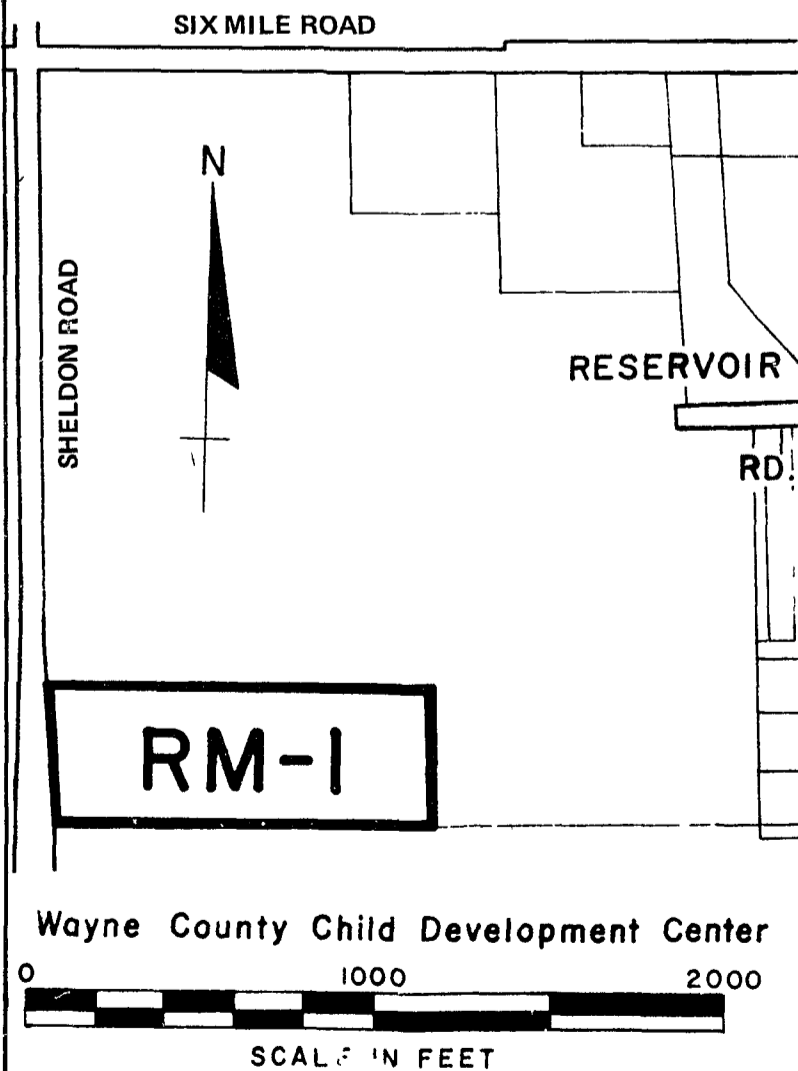 SIX MILE ROAD
N
SHELDON ROAD
RESERVOIR
RD.
RM-1
Wayne County Child Development Center
0 1000 2000
SCALE IN FEET